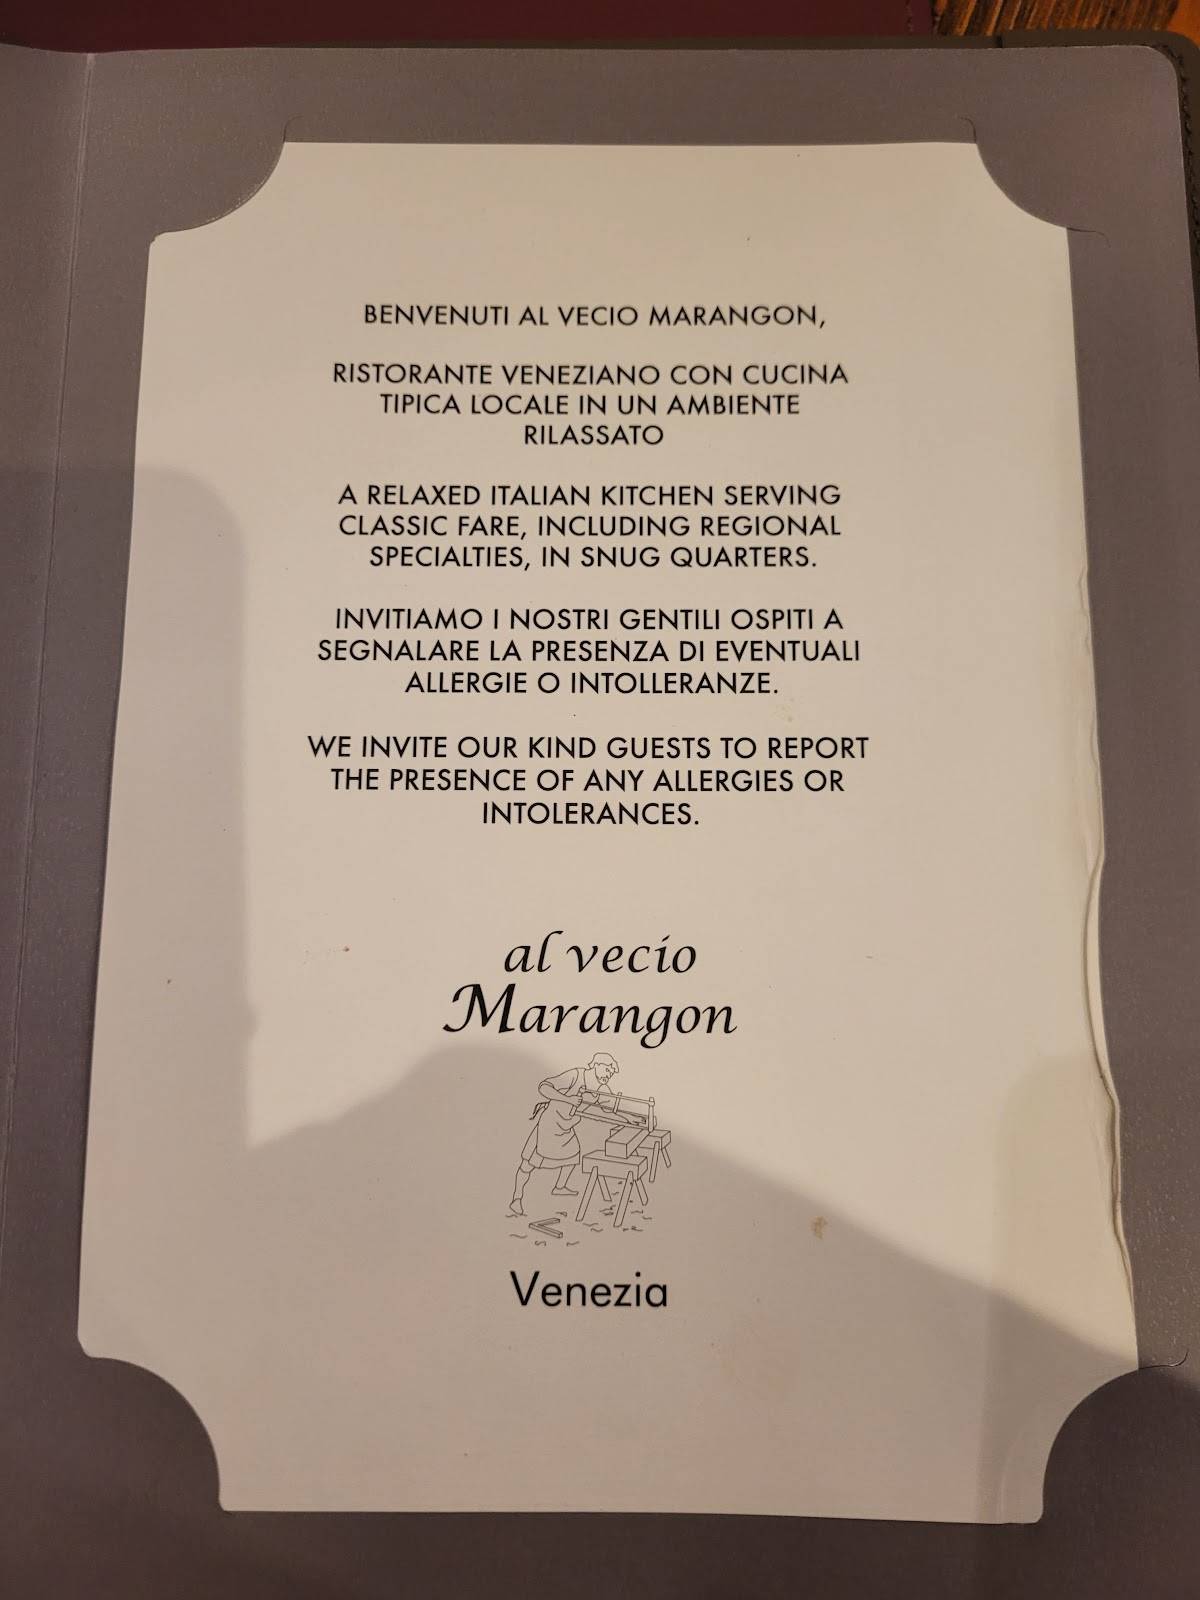 BENVENUTI AL VECIO MARANGON,
RISTORANTE VENEZIANO CON CUCINA
TIPICA LOCALE IN UN AMBIENTE
RILASSATO
A RELAXED ITALIAN KITCHEN SERVING
CLASSIC FARE, INCLUDING REGIONAL
SPECIALTIES, IN SNUG QUARTERS.
INVITIAMO I NOSTRI GENTILI OSPITI A
SEGNALARE LA PRESENZA DI EVENTUALI
ALLERGIE O INTOLLERANZE.
WE INVITE OUR KIND GUESTS TO REPORT
THE PRESENCE OF ANY ALLERGIES OR
INTOLERANCES.
al vecio
Marangon
Venezia